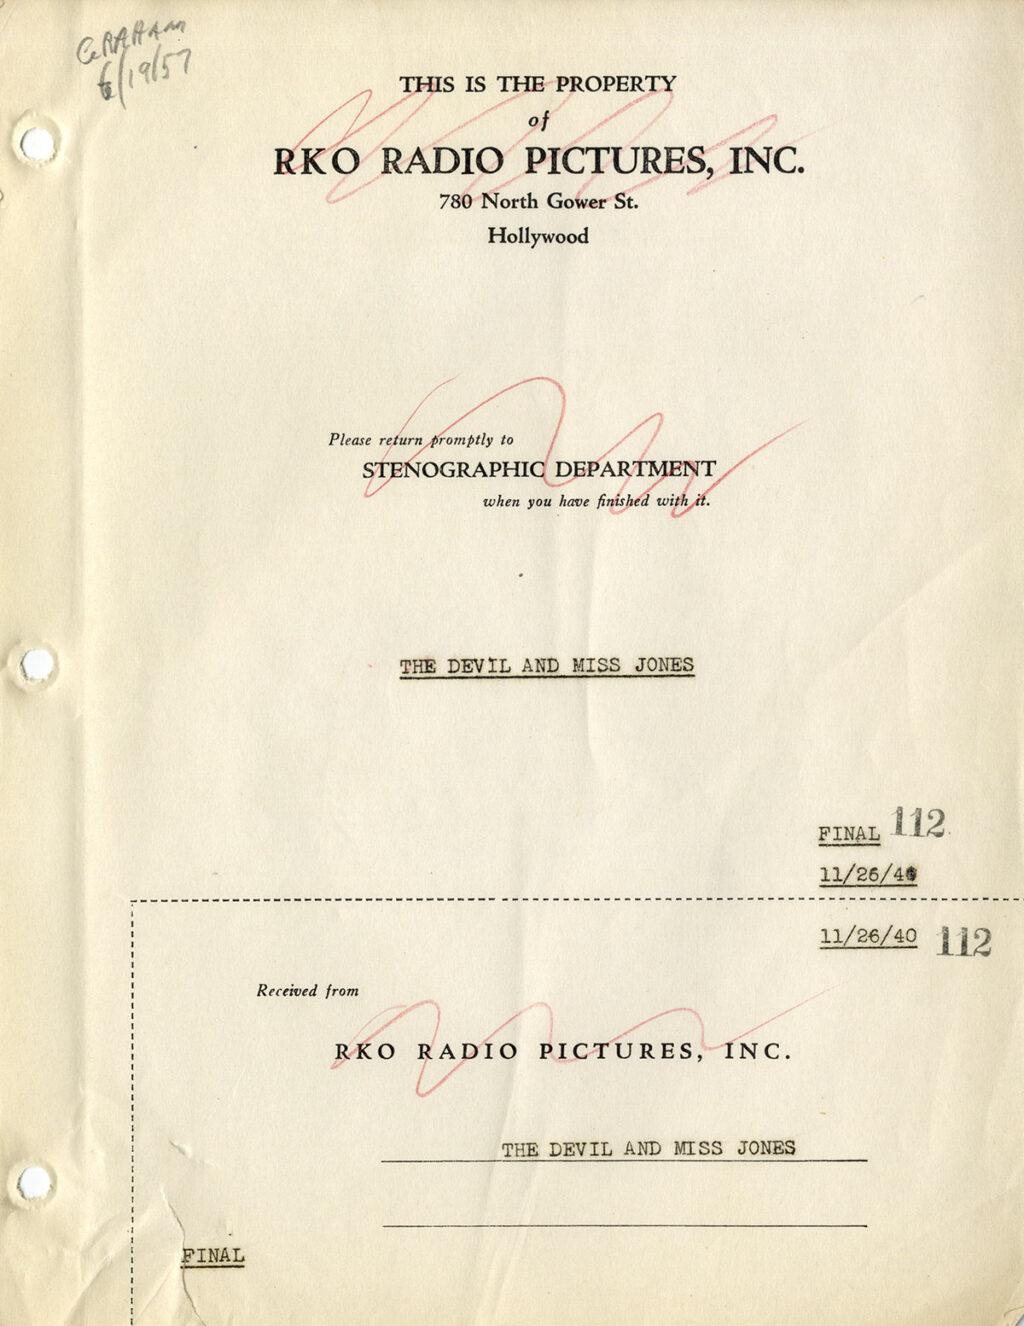 GRAHAM
6/19/57
THIS IS THE PROPERTY
of
RKO RADIO PICTURES, INC.
780 North Gower St.
Hollywood
Please return promptly to
STENOGRAPHIC DEPARTMENT
when you have finished with it.
THE DEVIL AND MISS JONES
FINAL 112
11/26/40
11/26/40 112
Received from
RKO RADIO PICTURES, INC.
THE DEVIL AND MISS JONES
FINAL